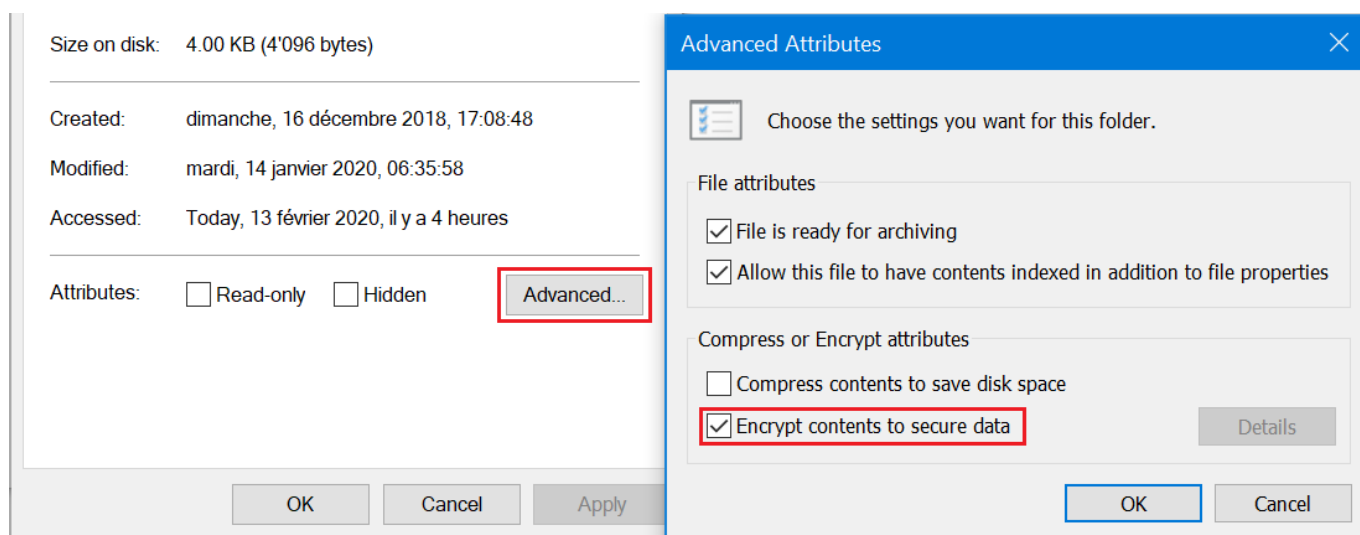 Size on disk: 4.00 KB (4'096 bytes)
Created: dimanche, 16 décembre 2018, 17:08:48
Modified: mardi, 14 janvier 2020, 06:35:58
Accessed: Today, 13 février 2020, il y a 4 heures
Attributes: Read-only Hidden Advanced...
OK Cancel Apply
Advanced Attributes
Choose the settings you want for this folder.
File attributes
File is ready for archiving
Allow this file to have contents indexed in addition to file properties
Compress or Encrypt attributes
Compress contents to save disk space
Encrypt contents to secure data Details
OK Cancel